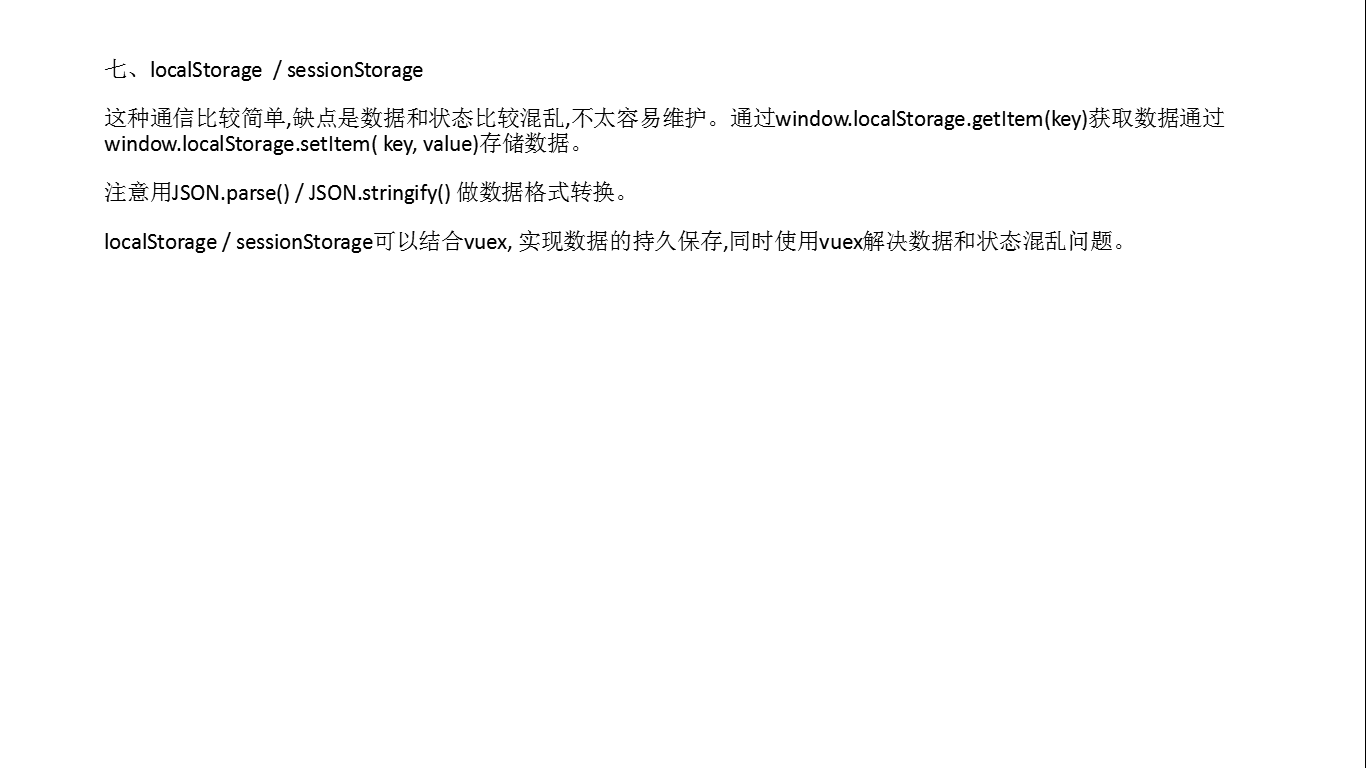 七、localStorage / sessionStorage
这种通信比较简单,缺点是数据和状态比较混乱,不太容易维护。通过window.localStorage.getItem(key)获取数据通过
window.localStorage.setItem( key, value)存储数据。
注意用JSON.parse() / JSON.stringify() 做数据格式转换。
localStorage / sessionStorage可以结合vuex, 实现数据的持久保存,同时使用vuex解决数据和状态混乱问题。